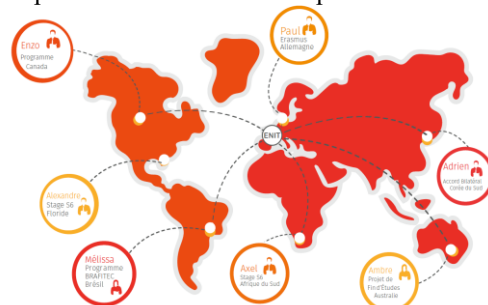 Enzo
Programme
Canada
Paul
Erasmus
Allemagne
ENIT
Adrien
Accord Bilatéral
Corée du Sud
Alexandre
Stage S6
Floride
Mélissa
Programme
BRAFITEC
Brésil
Axel
Stage S6
Afrique du Sud
Ambre
Projet de
Find'Études
Australie